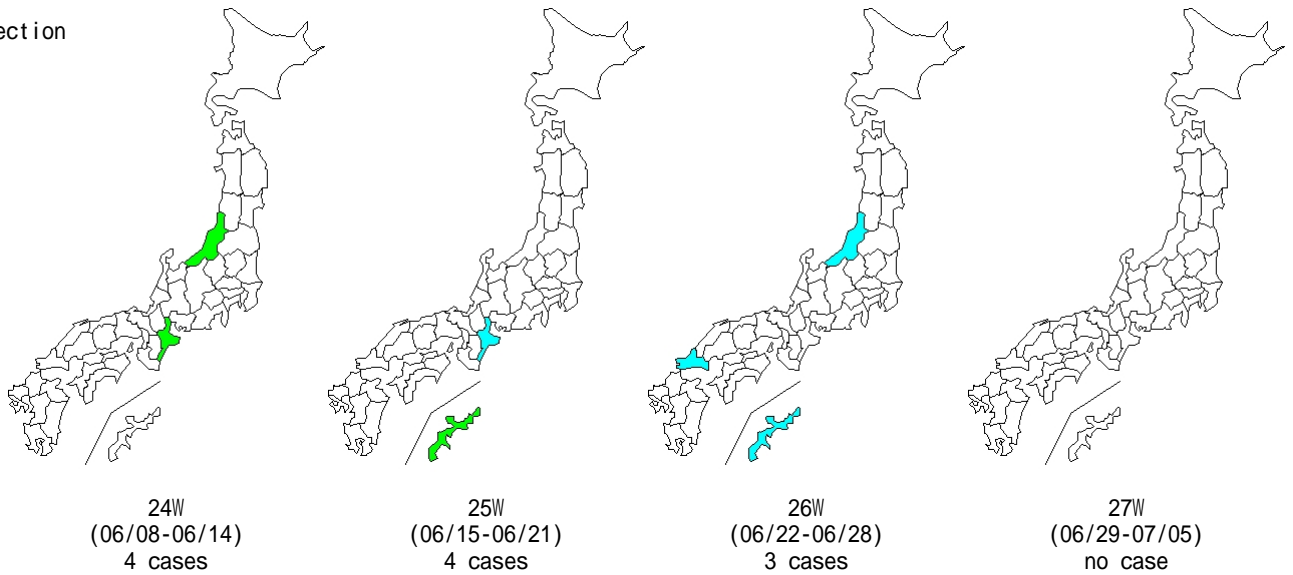 ection
24W
(06/08-06/14)
4 cases
25W
(06/15-06/21)
4 cases
26W
(06/22-06/28)
3 cases
27W
(06/29-07/05)
no case